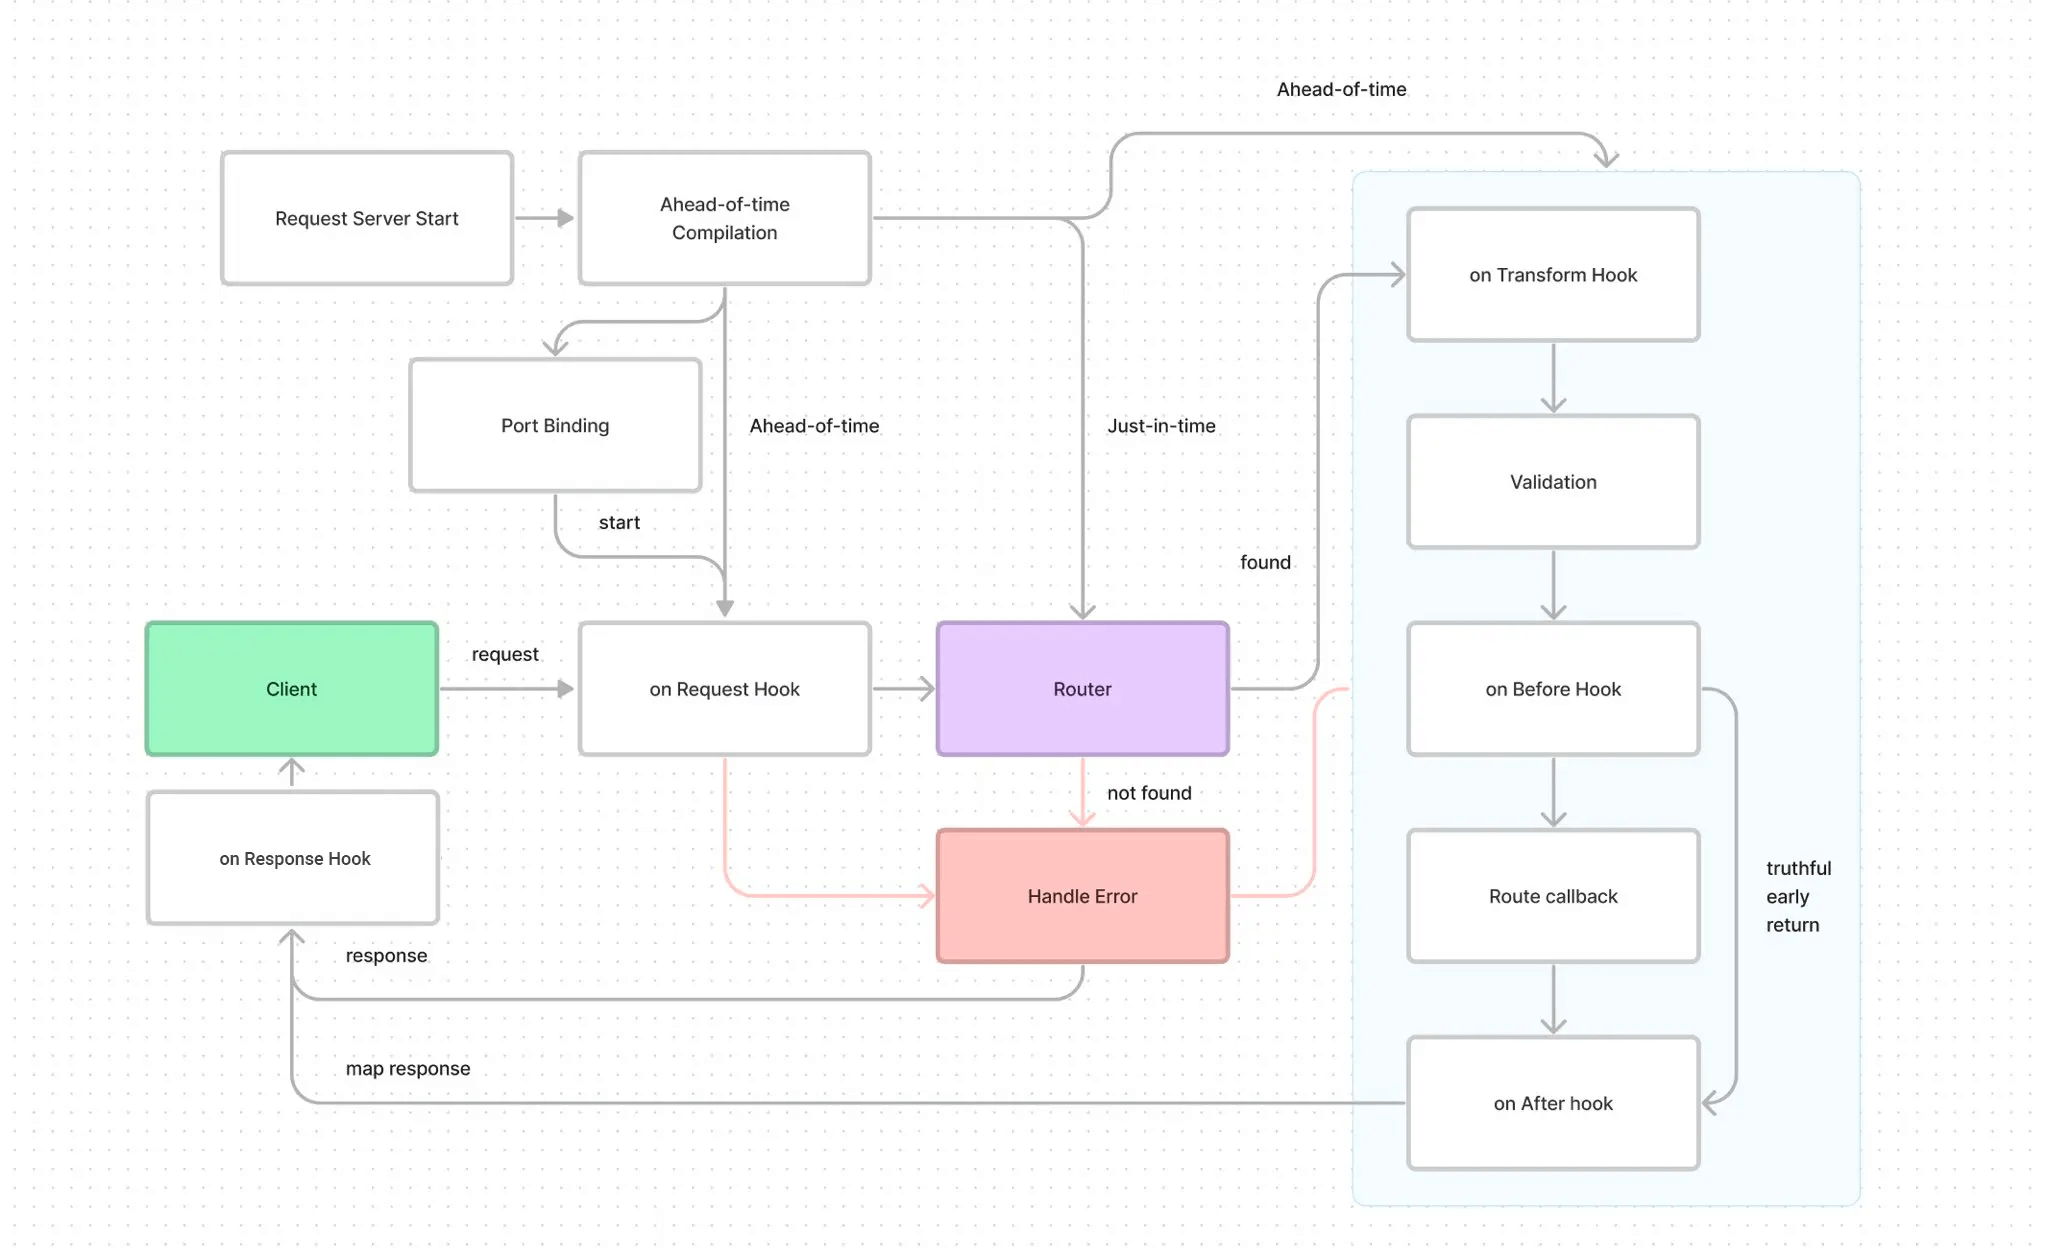 Ahead-of-time
Request Server Start
Ahead-of-time
Compilation
on Transform Hook
Port Binding
Ahead-of-time
Just-in-time
Validation
start
found
Client
request
on Request Hook
Router
on Before Hook
not found
on Response Hook
Handle Error
Route callback
truthful
early
return
response
map response
on After hook